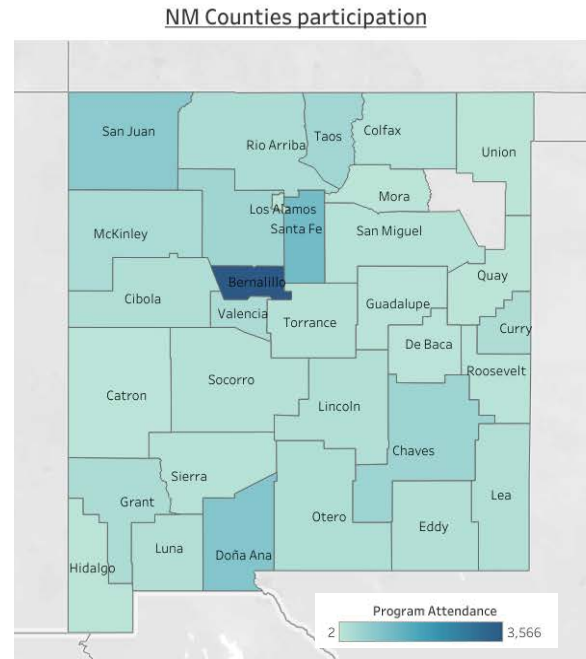 NM Counties participation
San Juan
Rio Arriba
Taos
Colfax
Union
Los Alamos
Mora
McKinley
Santa Fe
San Miguel
Bernalillo
Quay
Cibola
Valencia
Guadalupe
Torrance
Curry
De Baca
Roosevelt
Socorro
Catron
Lincoln
Chaves
Sierra
Grant
Lea
Otero
Eddy
Luna
Doña Ana
Hidalgo
Program Attendance
2 3,566